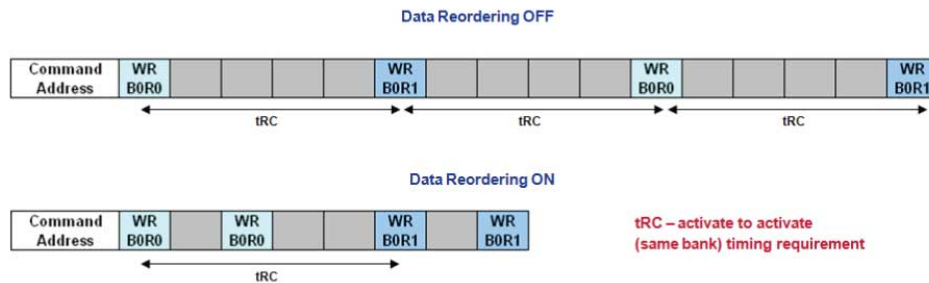 Data Reordering OFF
Command Address
WR B0R0
WR B0R1
WR B0R0
WR B0R1
tRC
tRC
tRC
Data Reordering ON
Command Address
WR B0R0
WR B0R0
WR B0R1
WR B0R1
tRC – activate to activate
(same bank) timing requirement
tRC